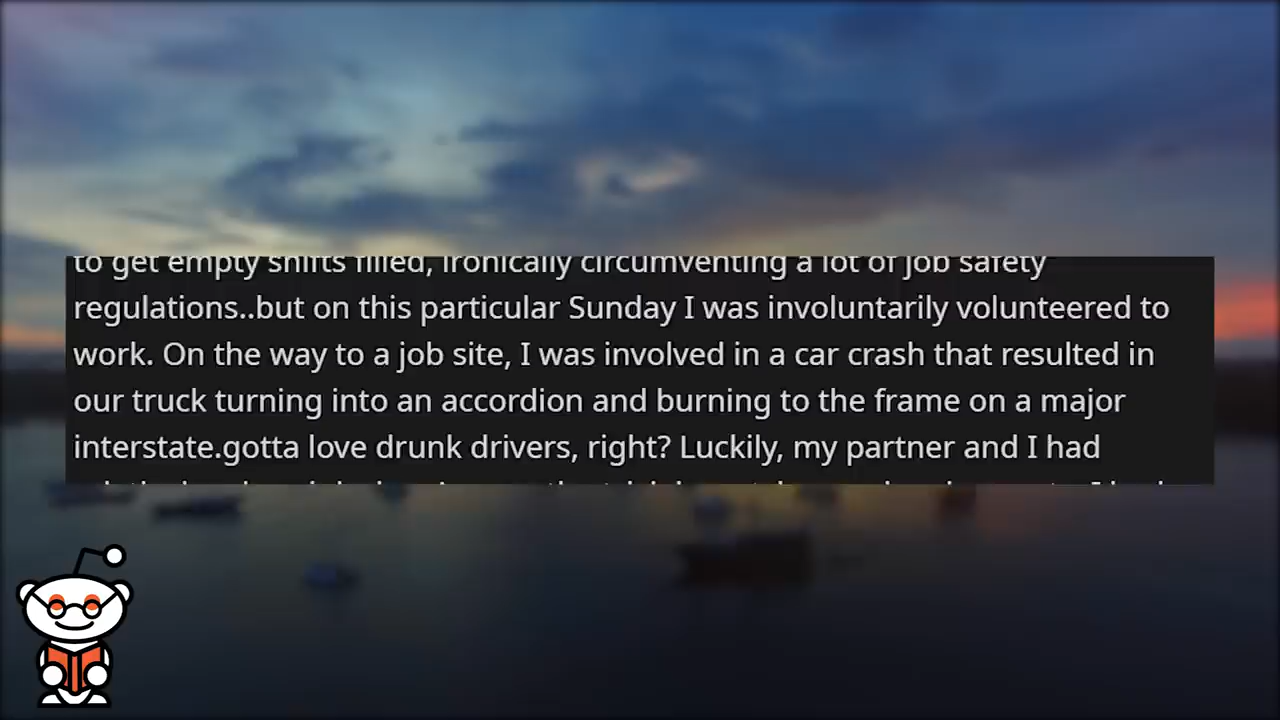 to get empty shifts filled, ironically circumventing a lot of job safety
regulations..but on this particular Sunday I was involuntarily volunteered to
work. On the way to a job site, I was involved in a car crash that resulted in
our truck turning into an accordion and burning to the frame on a major
interstate.gotta love drunk drivers, right? Luckily, my partner and I had